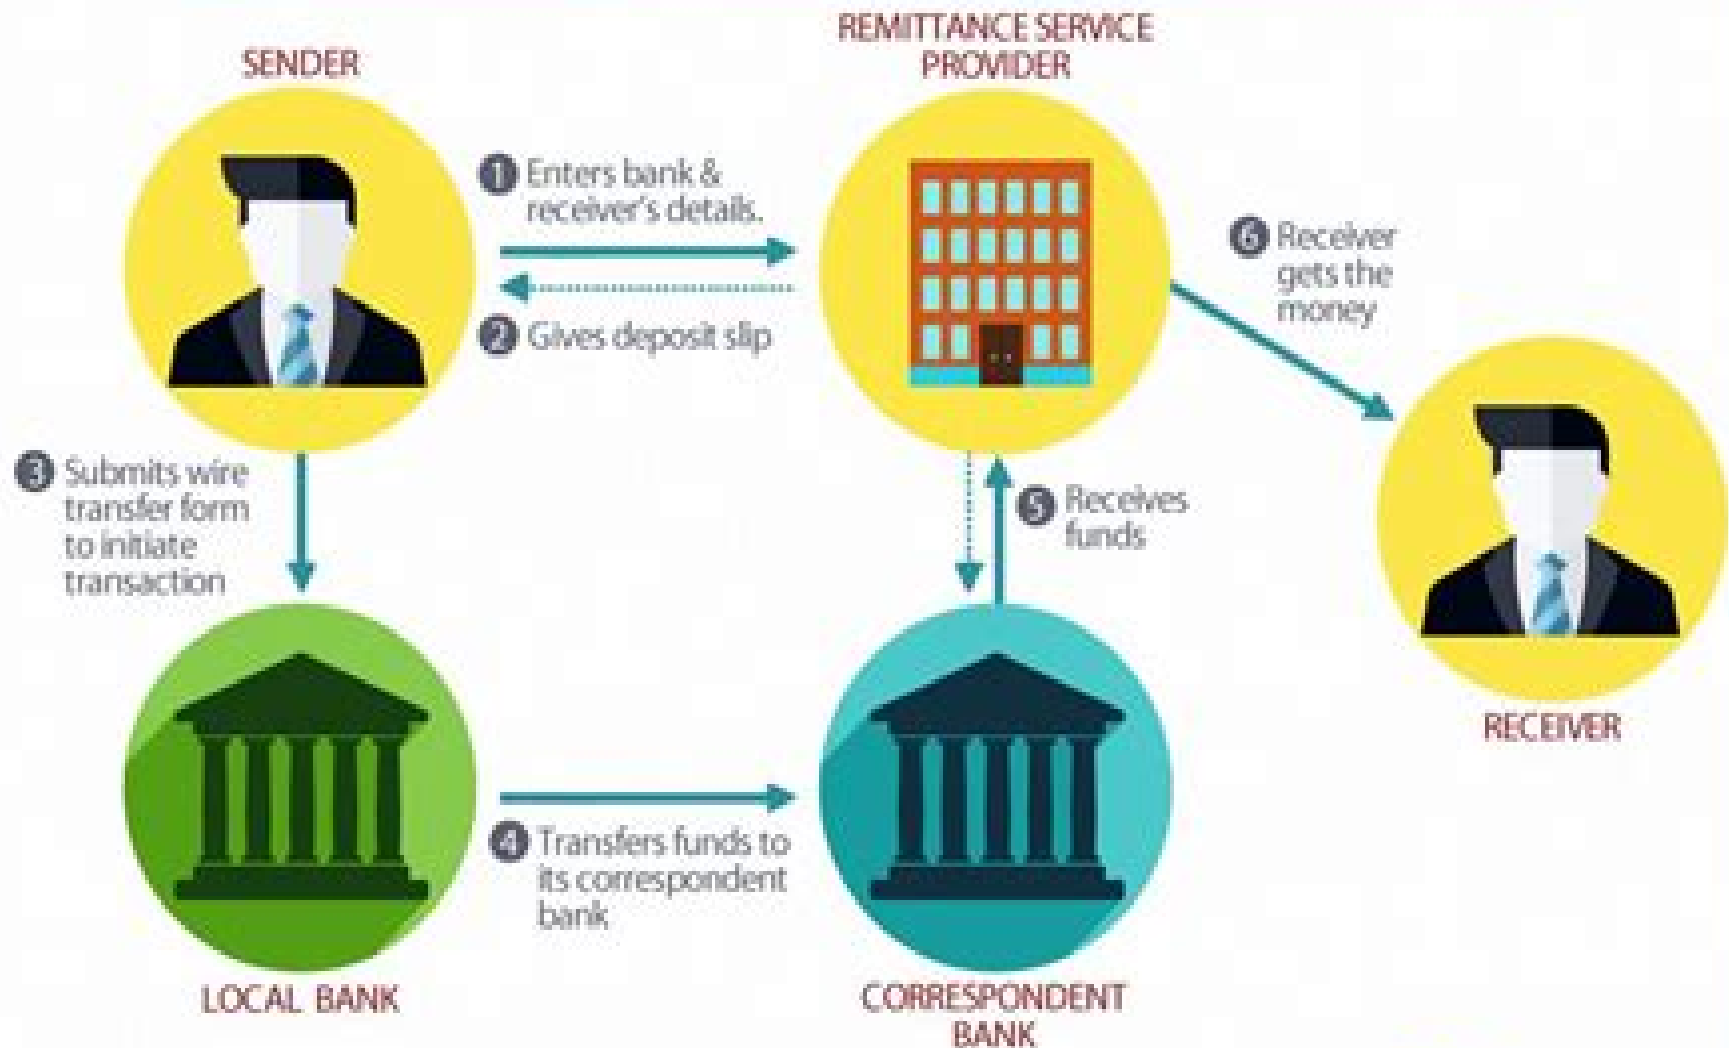 SENDER
REMITTANCE SERVICE
PROVIDER
1 Enters bank &
receiver's details.
2 Gives deposit slip
6 Receiver
gets the
money
3 Submits wire
transfer form
to initiate
transaction
5 Receives
funds
RECEIVER
4 Transfers funds to
its correspondent
bank
LOCAL BANK
CORRESPONDENT
BANK